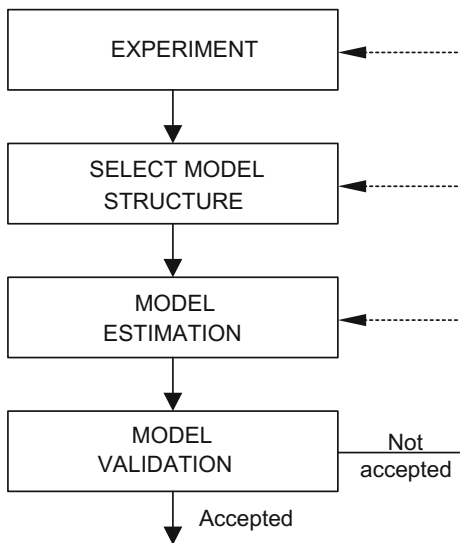 EXPERIMENT
SELECT MODEL
STRUCTURE
MODEL
ESTIMATION
MODEL
VALIDATION
Not
accepted
Accepted